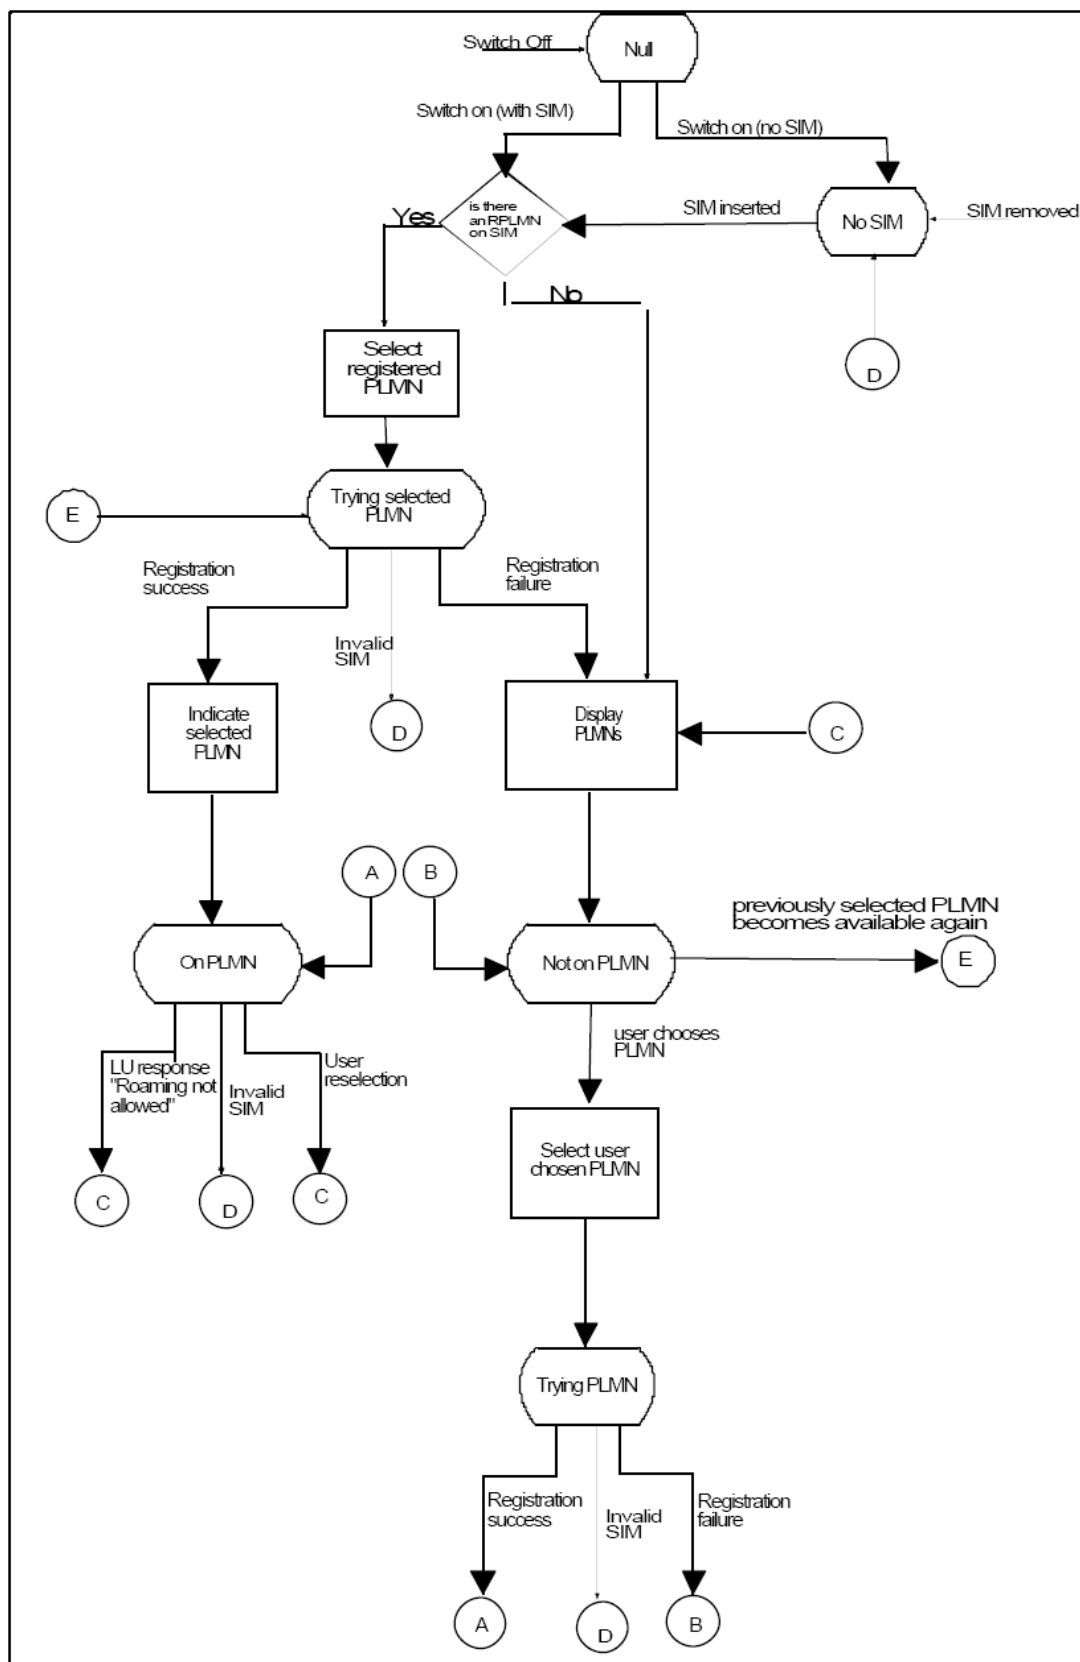 Switch Off
Null
Switch on (with SIM)
Switch on (no SIM)
is there
an RPLMN
on SIM
Yes
SIM inserted
No SIM
SIM removed
No
D
Select
registered
PLMN
Trying selected
PLMN
E
Registration
success
Registration
failure
Invalid
SIM
Indicate
selected
PLMN
D
Display
PLMNs
C
A
B
previously selected PLMN
becomes available again
On PLMN
Not on PLMN
E
user chooses
PLMN
LU response
"Roaming not
allowed"
Invalid
SIM
User
reselection
C
D
C
Select user
chosen PLMN
Trying PLMN
Registration
success
Invalid
SIM
Registration
failure
A
D
B